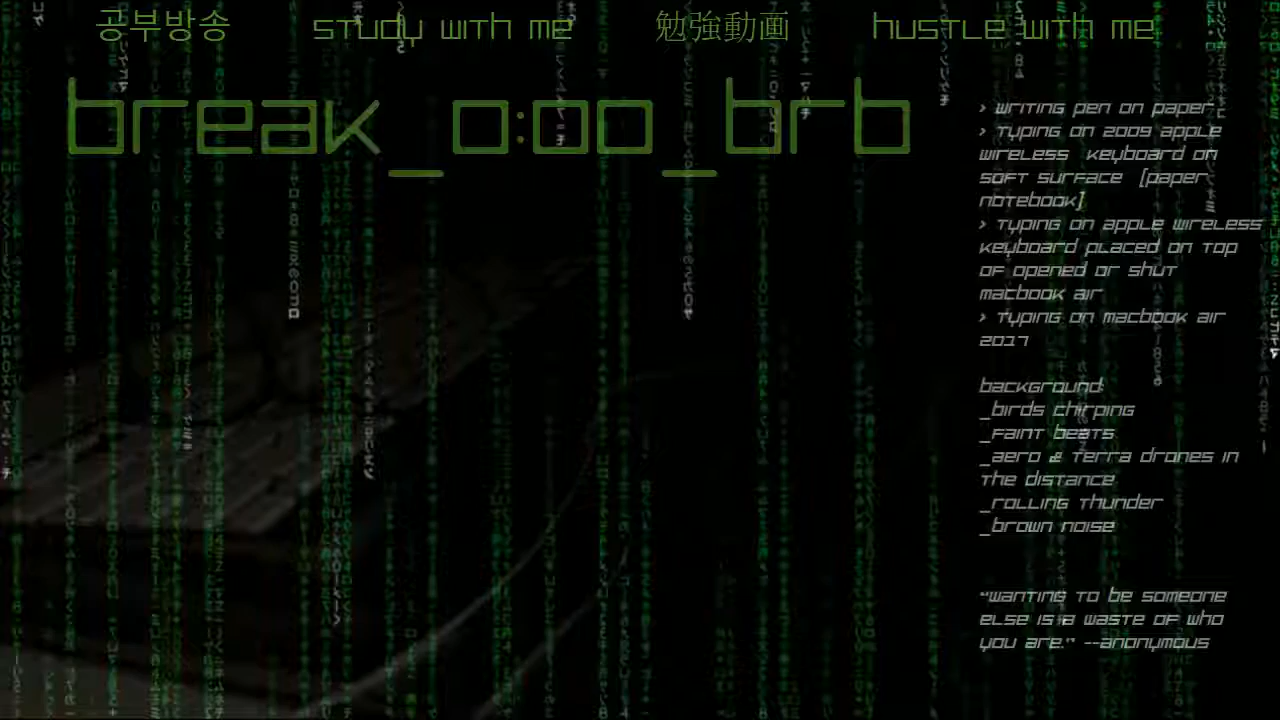 공부방송 study with me 勉強動画 hustle with me
break_0:00_brb
> writing pen on paper
> typing on 2009 apple
wireless keyboard on
soft surface [paper
notebook]
> typing on apple wireless
keyboard placed on top
of opened or shut
macbook air
> typing on macbook air
2017
background:
_birds chirping
_faint beats
_aero & terra drones in
the distance
_rolling thunder
_brown noise
"wanting to be someone
else is a waste of who
you are." --anonymous